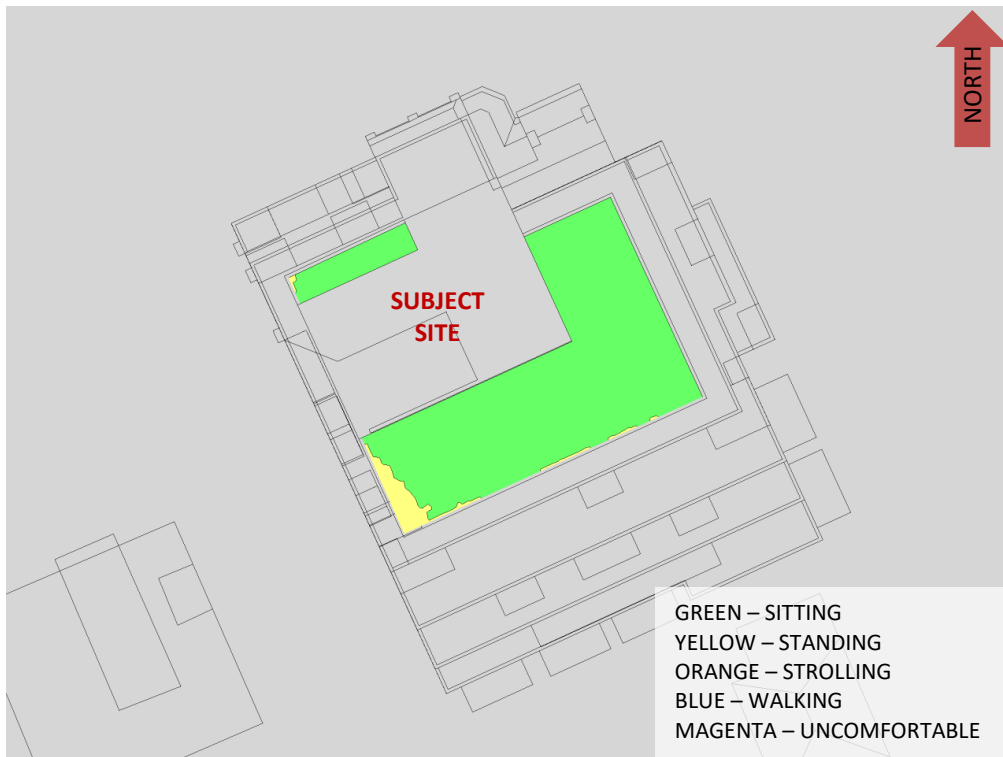 NORTH
SUBJECT
SITE
GREEN – SITTING
YELLOW – STANDING
ORANGE – STROLLING
BLUE – WALKING
MAGENTA – UNCOMFORTABLE